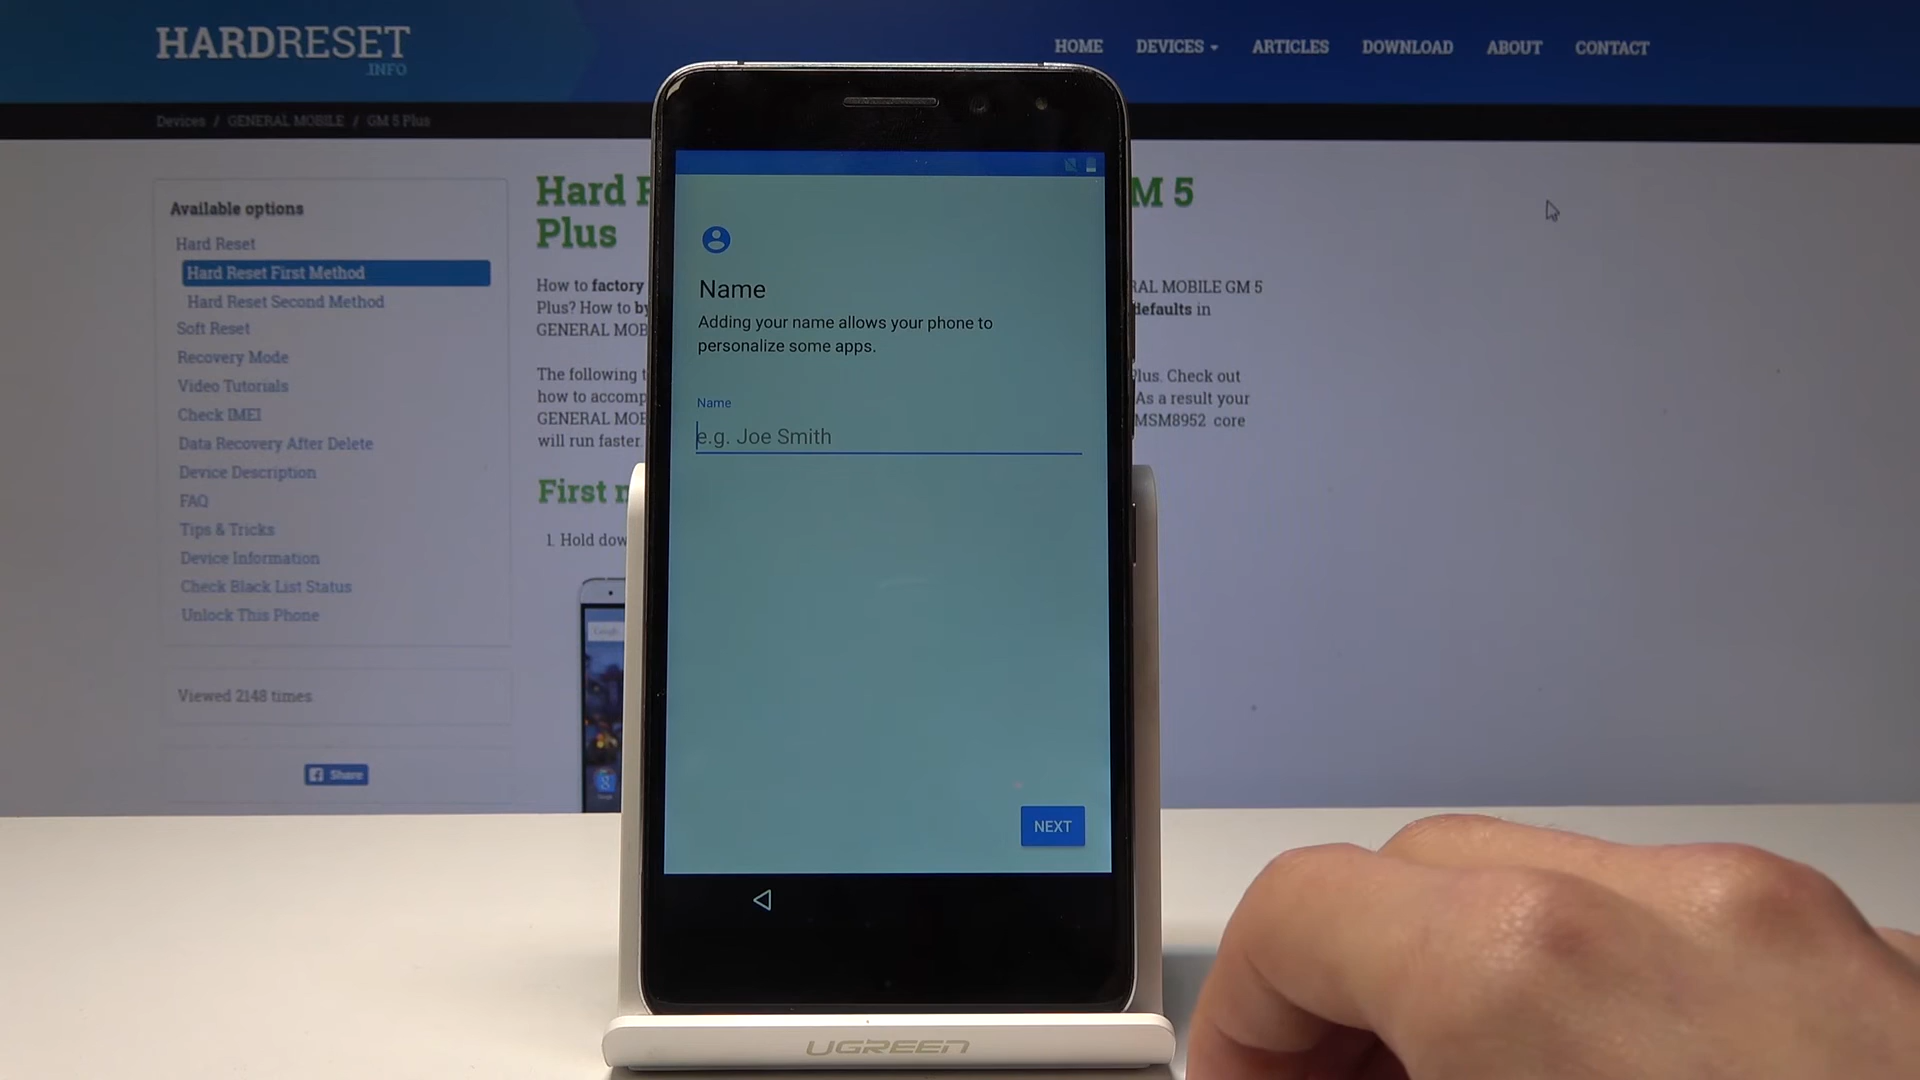 HARDRESET
.INFO
HOME DEVICES ARTICLES DOWNLOAD ABOUT CONTACT
Devices / GENERAL MOBILE / GM 5 Plus
Available options
Hard Reset
Hard Reset First Method
Hard Reset Second Method
Soft Reset
Recovery Mode
Video Tutorials
Check IMEI
Data Recovery After Delete
Device Description
FAQ
Tips & Tricks
Device Information
Check Black List Status
Unlock This Phone
Viewed 2148 times
Share
Hard M 5
Plus
How to factory RAL MOBILE GM 5
Plus? How to defaults in
GENERAL
The following Plus. Check out
how to As a result your
GENERAL MSM8952 core
will run faster.
First
1. Hold
Name
Adding your name allows your phone to
personalize some apps.
Name
e.g. Joe Smith
NEXT
UGREEN